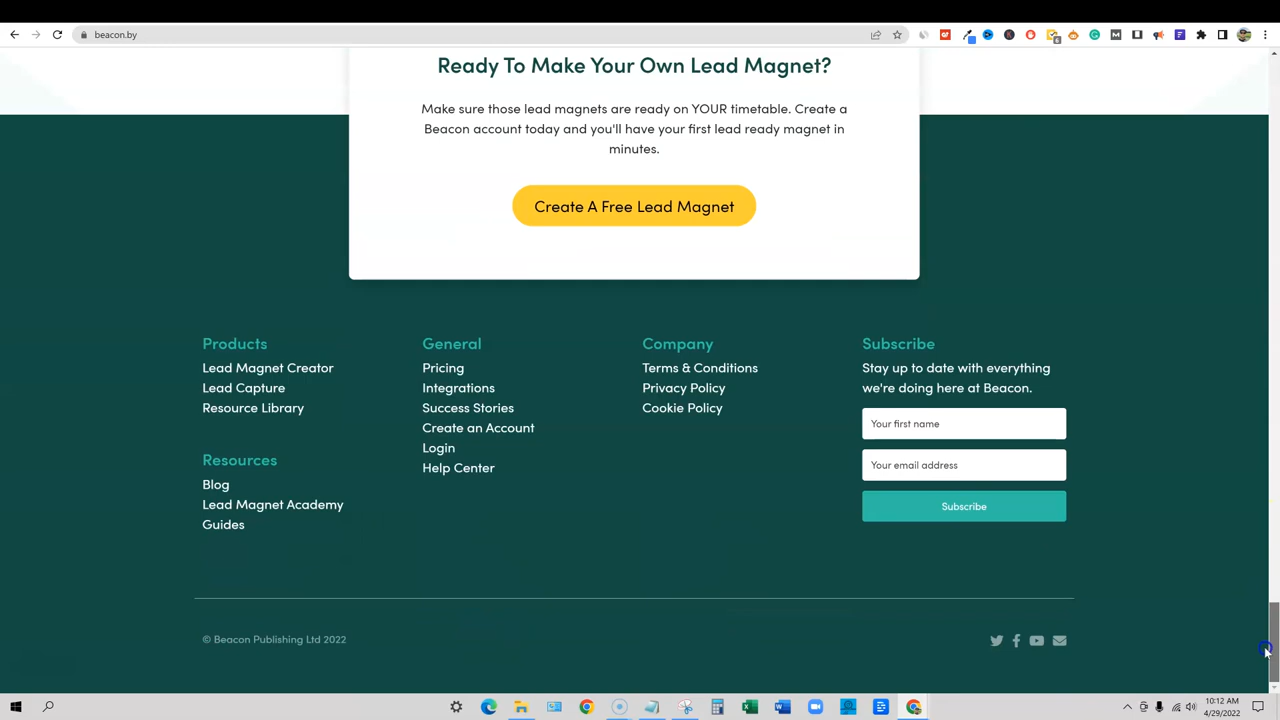 beacon.by
Ready To Make Your Own Lead Magnet?
Make sure those lead magnets are ready on YOUR timetable. Create a
Beacon account today and you'll have your first lead ready magnet in
minutes.
Create A Free Lead Magnet
Products
Lead Magnet Creator
Lead Capture
Resource Library
Resources
Blog
Lead Magnet Academy
Guides
General
Pricing
Integrations
Success Stories
Create an Account
Login
Help Center
Company
Terms & Conditions
Privacy Policy
Cookie Policy
Subscribe
Stay up to date with everything
we're doing here at Beacon.
Your first name
Your email address
Subscribe
© Beacon Publishing Ltd 2022
10:12 AM
4/29/2022